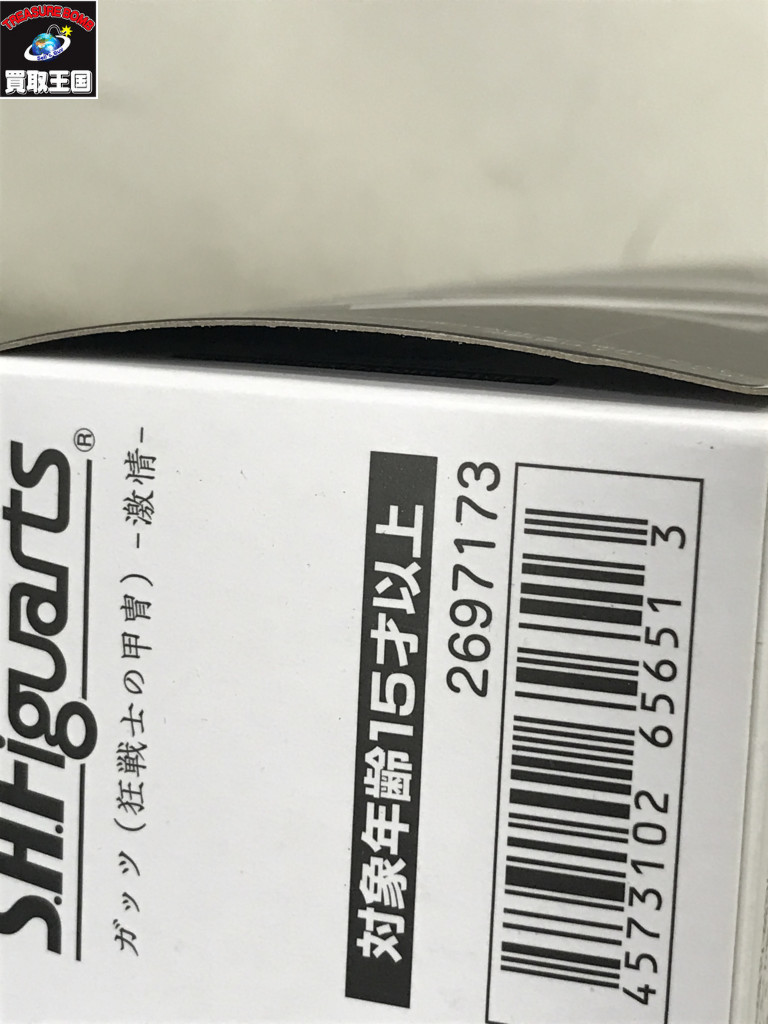 TREASURE BOMB
買取王国
S.H.Figuarts®
ガッツ(狂戦士の甲冑)-激情-
対象年齢15才以上
2697173
4573102 65651 3